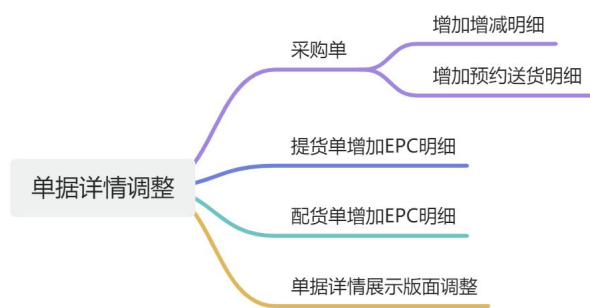 单据详情调整
采购单
增加增减明细
增加预约送货明细
提货单增加EPC明细
配货单增加EPC明细
单据详情展示版面调整